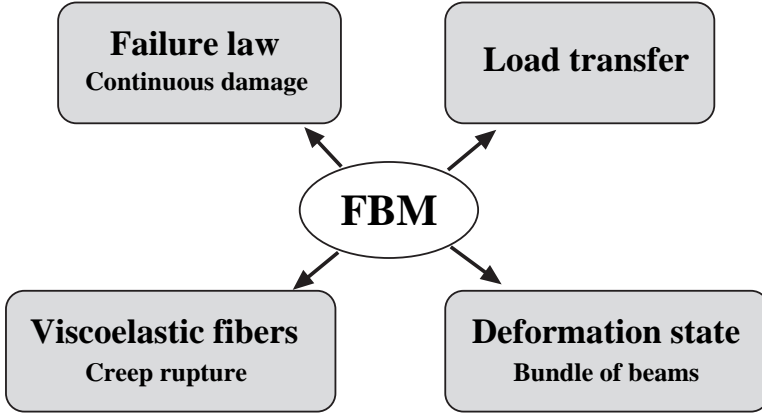 Failure law
Continuous damage
Load transfer
FBM
Viscoelastic fibers
Creep rupture
Deformation state
Bundle of beams